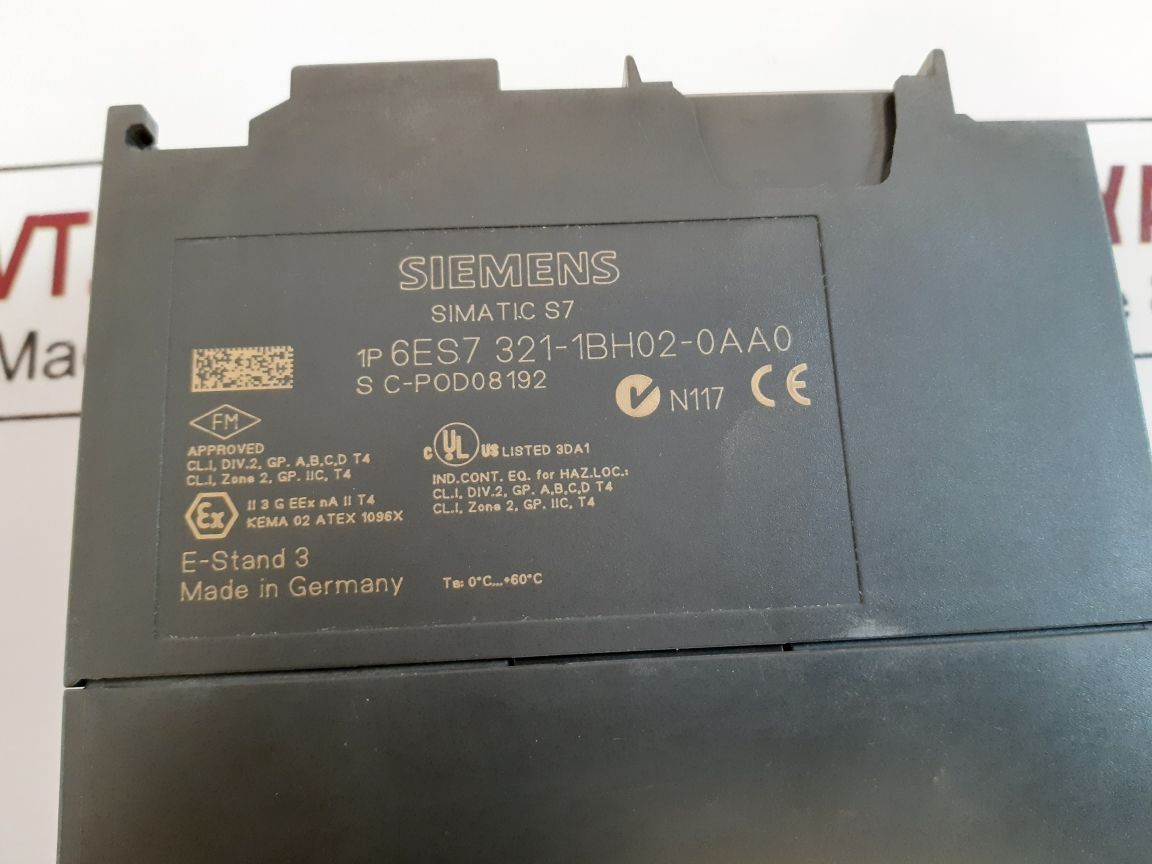 SIEMENS
SIMATIC S7
1P 6ES7 321-1BH02-0AA0
S C-POD08192
N117 CE
FM
APPROVED
CL.I, DIV.2, GP. A,B,C,D T4
CL.I, Zone 2, GP. IIC, T4
C UL US LISTED 3DA1
IND.CONT. EQ. for HAZ.LOC.:
CL.I, DIV.2, GP. A,B,C,D T4
CL.I, Zone 2, GP. IIC, T4
Ex II 3 G EEx nA II T4
KEMA 02 ATEX 1096X
E-Stand 3
Made in Germany
Ta: 0°C...+60°C